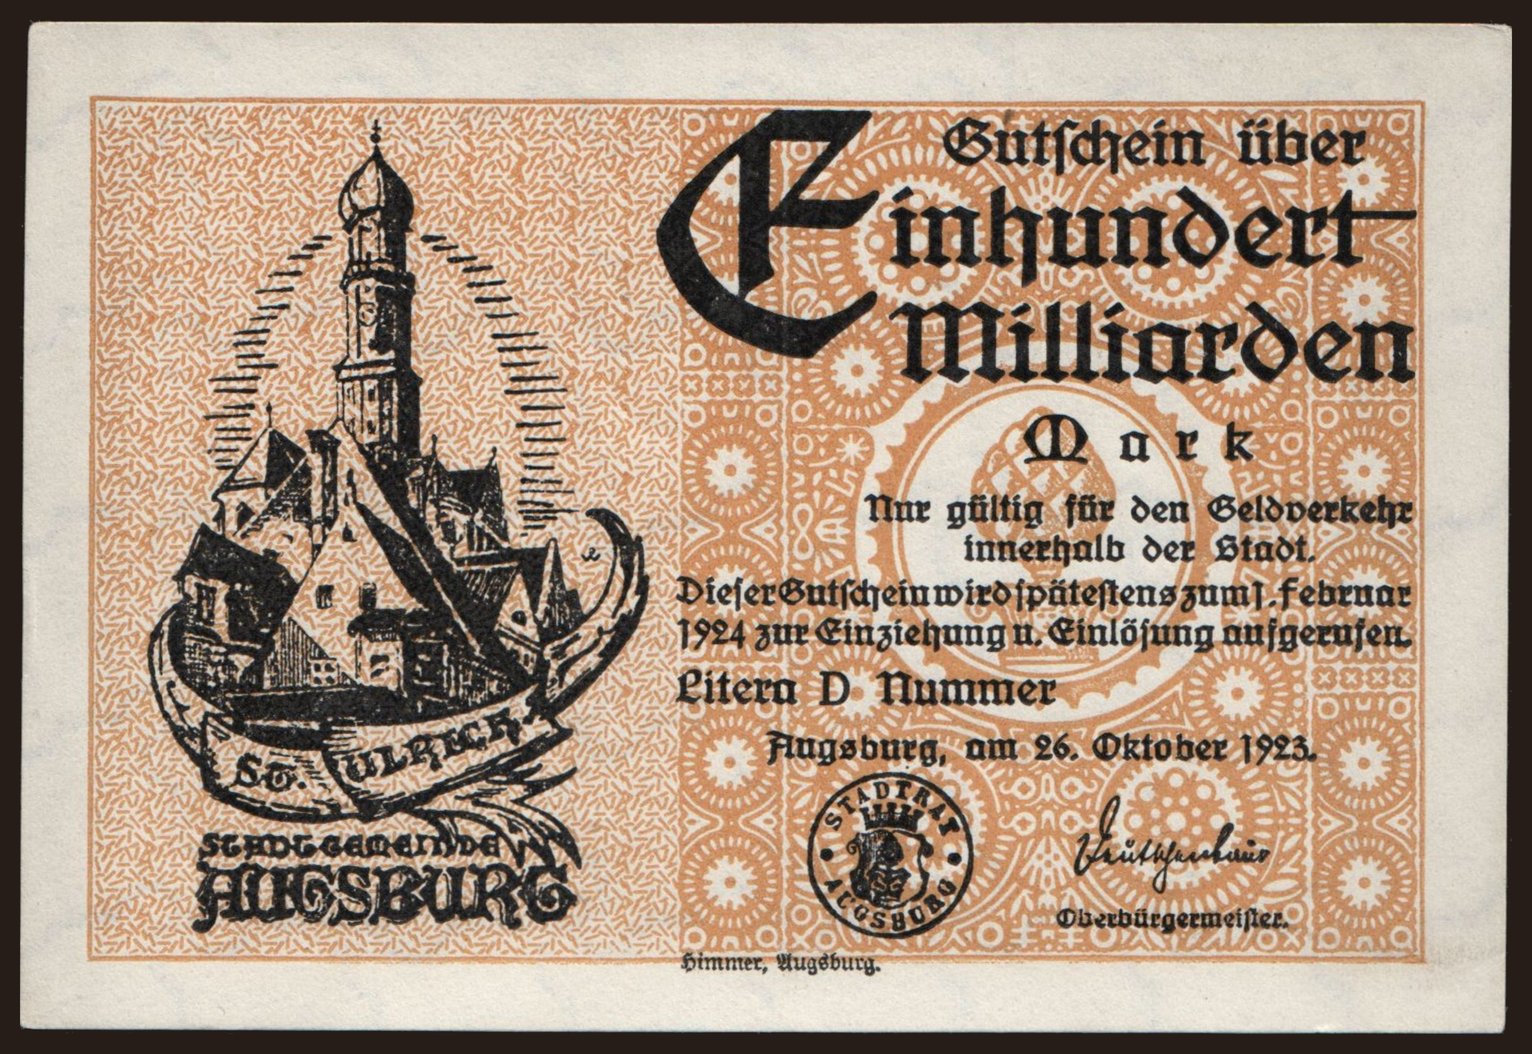 Gutschein über
Einhundert
Milliarden
Mark
Nur gültig für den Geldverkehr
innerhalb der Stadt.
Dieser Gutschein wird spätestens zum 1. Februar
1924 zur Einziehung u. Einlösung aufgerufen.
Litera D Nummer
Augsburg, am 26. Oktober 1923.
STADTRAT
AUGSBURG
Deutschenbaur
Oberbürgermeister.
ST. ULRICH.
STADTGEMEINDE
AUGSBURG
Himmer, Augsburg.